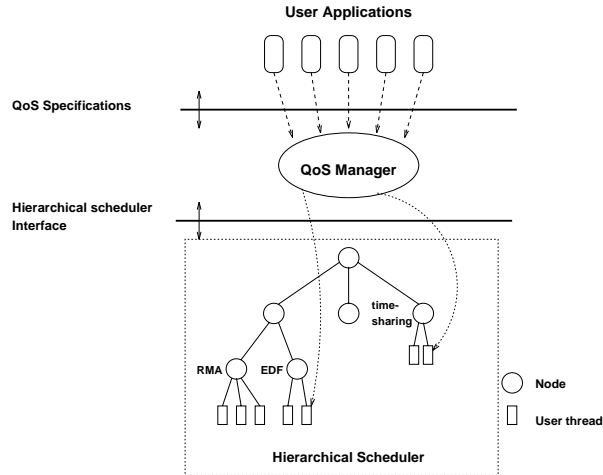 User Applications
QoS Specifications
QoS Manager
Hierarchical scheduler
Interface
time-
sharing
RMA
EDF
Node
User thread
Hierarchical Scheduler